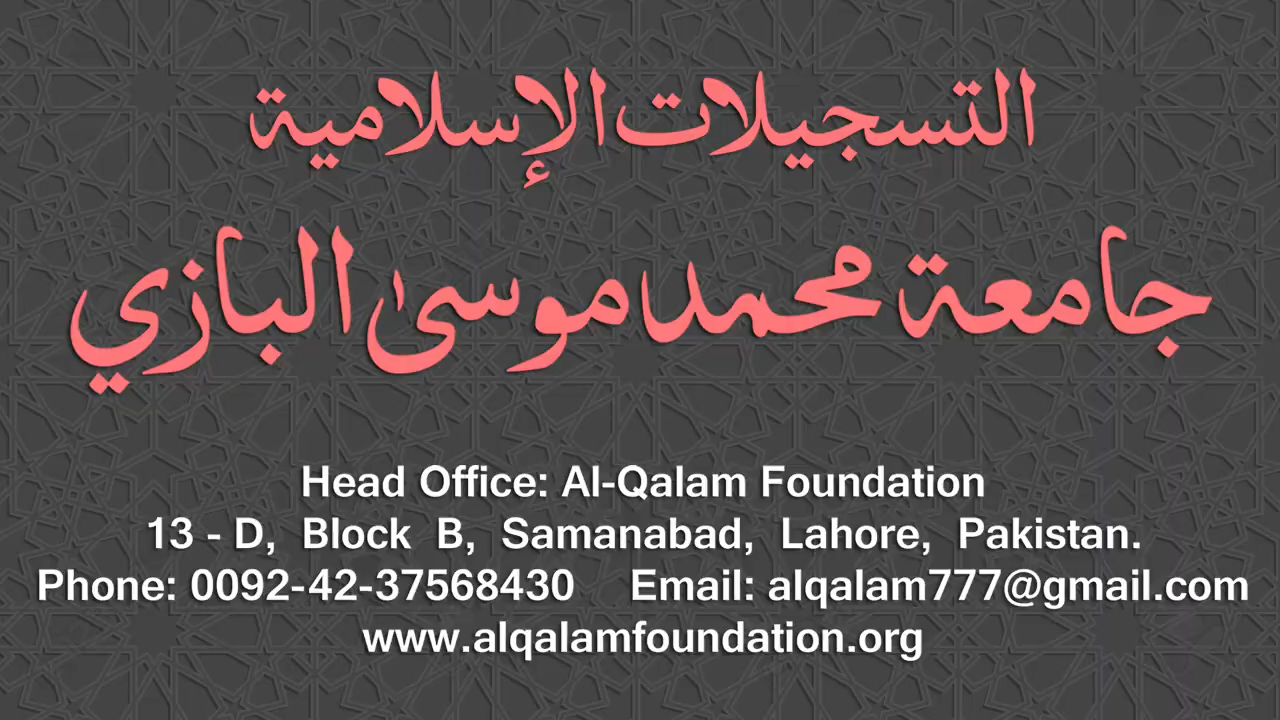 التسجيلات الإسلامية
جامعة محمد موسىٰ البازي
Head Office: Al-Qalam Foundation
13 - D, Block B, Samanabad, Lahore, Pakistan.
Phone: 0092-42-37568430 Email: alqalam777@gmail.com
www.alqalamfoundation.org